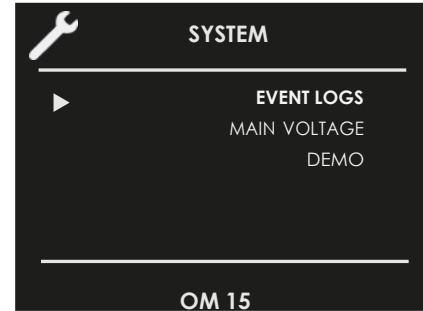 SYSTEM
EVENT LOGS
MAIN VOLTAGE
DEMO
OM 15